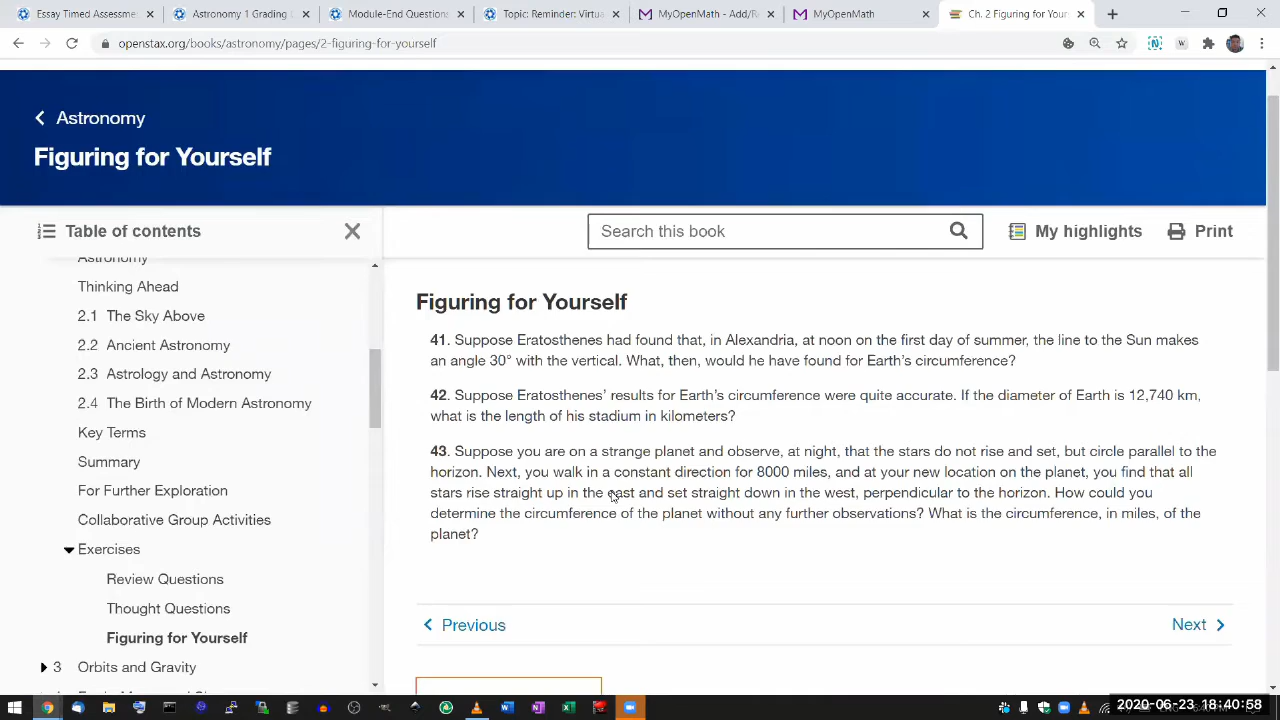 Essay Timed Assessme
Astronomy 1 Grading
Module-End Question
Topic Reminder: Virtua
MyOpenMath - Add/R
MyOpenMath
Ch. 2 Figuring for Your
openstax.org/books/astronomy/pages/2-figuring-for-yourself
Astronomy
Figuring for Yourself
Table of contents
Search this book
My highlights
Print
Astronomy
Thinking Ahead
2.1 The Sky Above
2.2 Ancient Astronomy
2.3 Astrology and Astronomy
2.4 The Birth of Modern Astronomy
Key Terms
Summary
For Further Exploration
Collaborative Group Activities
Exercises
Review Questions
Thought Questions
Figuring for Yourself
3 Orbits and Gravity
Figuring for Yourself
41. Suppose Eratosthenes had found that, in Alexandria, at noon on the first day of summer, the line to the Sun makes
an angle 30° with the vertical. What, then, would he have found for Earth's circumference?
42. Suppose Eratosthenes' results for Earth's circumference were quite accurate. If the diameter of Earth is 12,740 km,
what is the length of his stadium in kilometers?
43. Suppose you are on a strange planet and observe, at night, that the stars do not rise and set, but circle parallel to the
horizon. Next, you walk in a constant direction for 8000 miles, and at your new location on the planet, you find that all
stars rise straight up in the east and set straight down in the west, perpendicular to the horizon. How could you
determine the circumference of the planet without any further observations? What is the circumference, in miles, of the
planet?
Previous
Next
2020-06-23 18:40:58